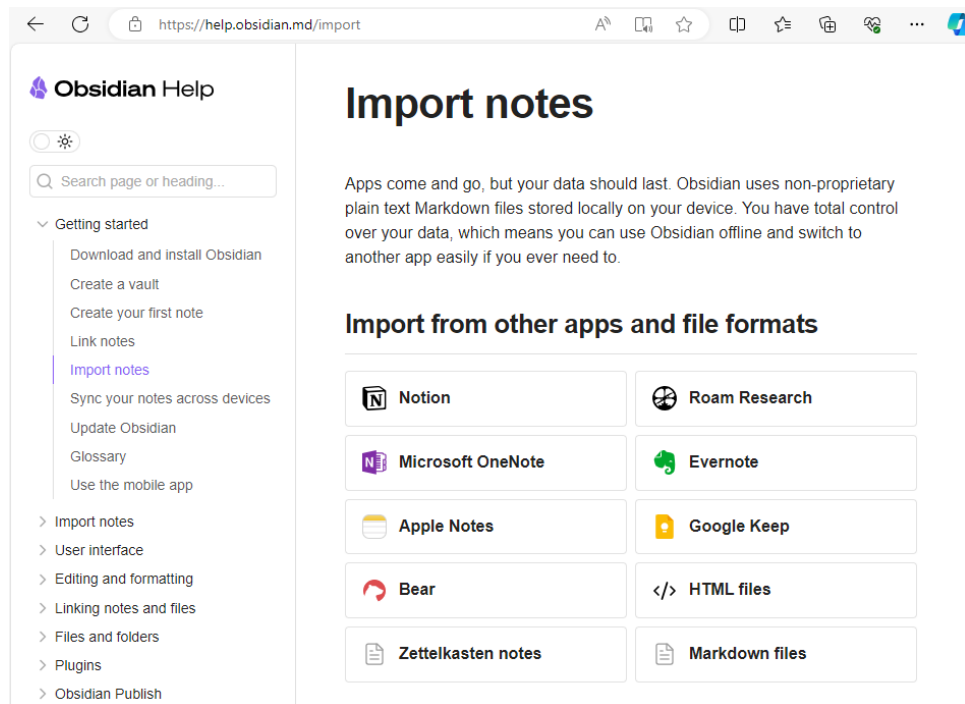 https://help.obsidian.md/import
Obsidian Help
Search page or heading...
Getting started
Download and install Obsidian
Create a vault
Create your first note
Link notes
Import notes
Sync your notes across devices
Update Obsidian
Glossary
Use the mobile app
Import notes
User interface
Editing and formatting
Linking notes and files
Files and folders
Plugins
Obsidian Publish
Import notes
Apps come and go, but your data should last. Obsidian uses non-proprietary
plain text Markdown files stored locally on your device. You have total control
over your data, which means you can use Obsidian offline and switch to
another app easily if you ever need to.
Import from other apps and file formats
Notion
Roam Research
Microsoft OneNote
Evernote
Apple Notes
Google Keep
Bear
</> HTML files
Zettelkasten notes
Markdown files